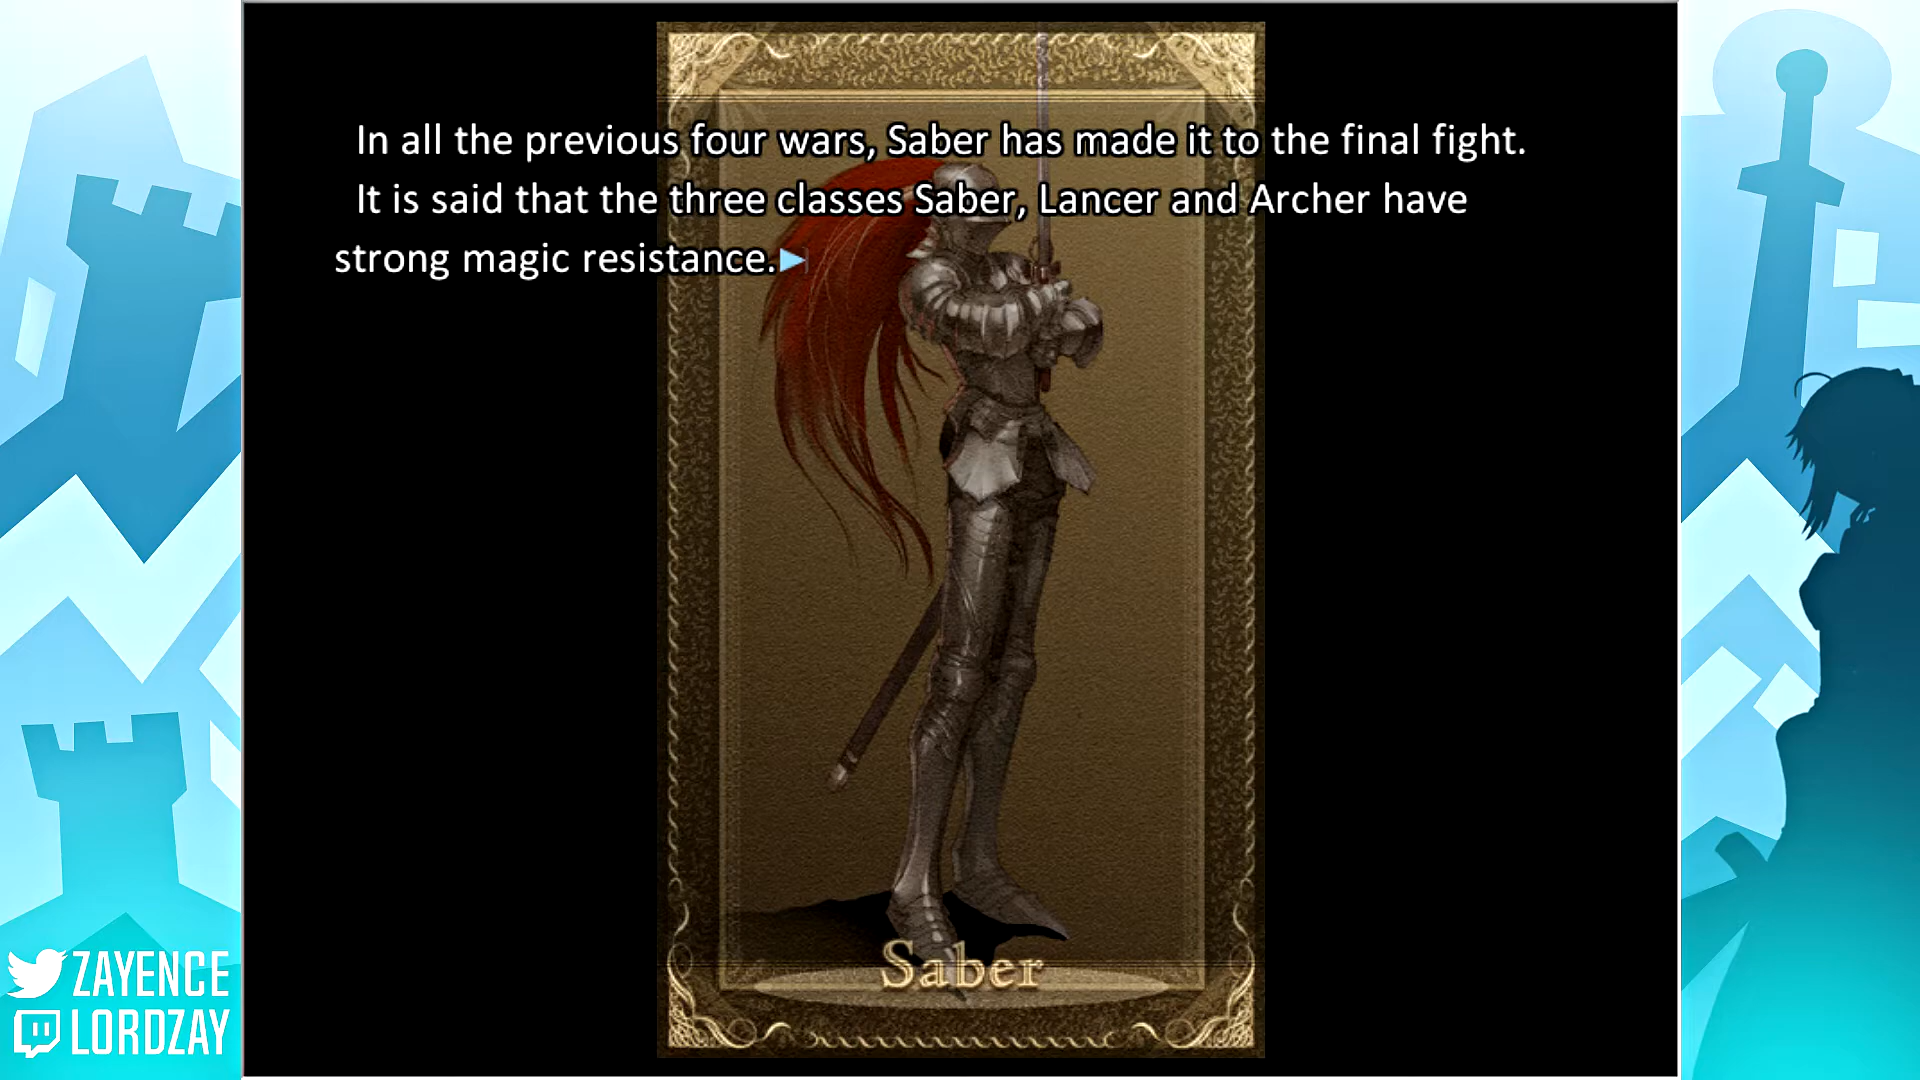 In all the previous four wars, Saber has made it to the final fight.
It is said that the three classes Saber, Lancer and Archer have
strong magic resistance.
Saber
ZAYENCE
LORDZAY